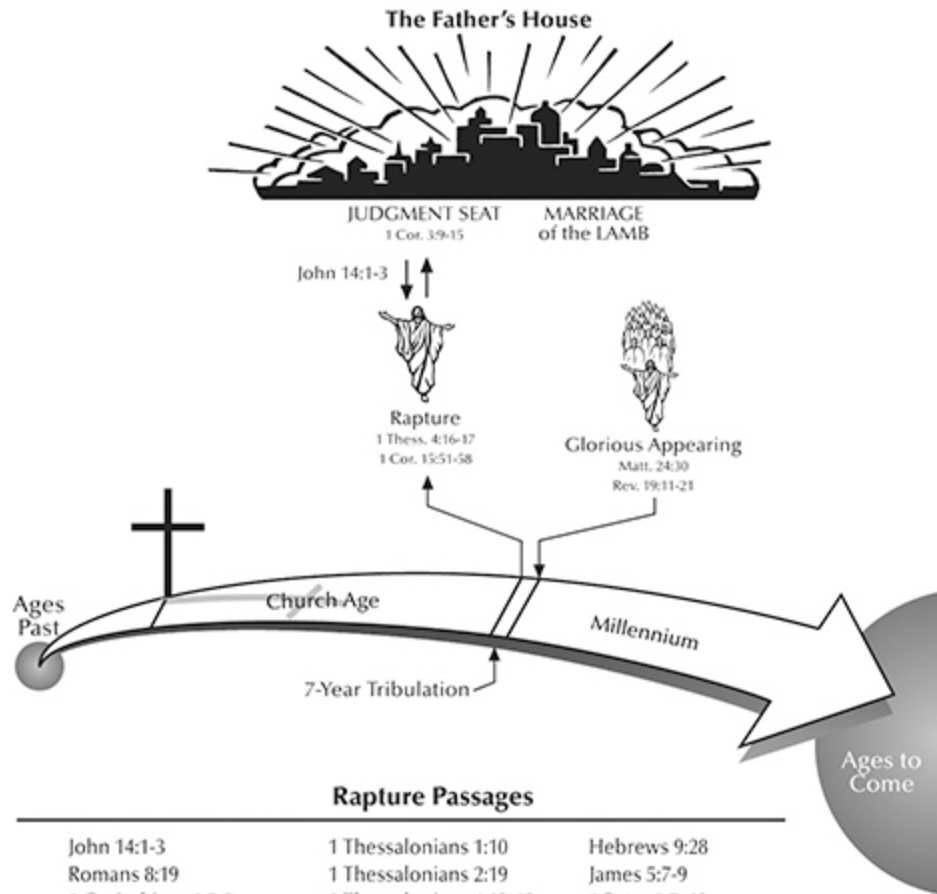 The Father's House
JUDGMENT SEAT
1 Cor. 3:9-15
MARRIAGE
of the LAMB
John 14:1-3
Rapture
1 Thess. 4:16-17
1 Cor. 15:51-58
Glorious Appearing
Matt. 24:30
Rev. 19:11-21
Ages
Past
Church Age
Millennium
7-Year Tribulation
Ages to
Come
Rapture Passages
John 14:1-3
1 Thessalonians 1:10
Hebrews 9:28
Romans 8:19
1 Thessalonians 2:19
James 5:7-9